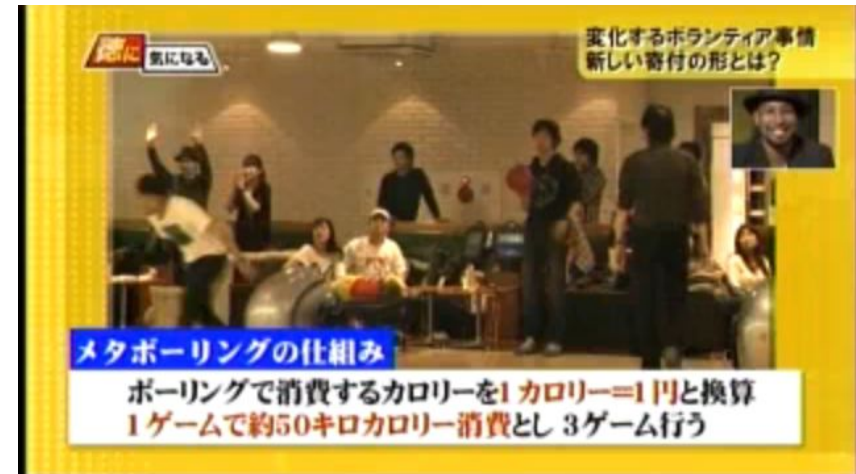 徳に
気になる
変化するボランティア事情
新しい寄付の形とは?
メタボーリングの仕組み
ボーリングで消費するカロリーを1カロリー=1円と換算
1ゲームで約50キロカロリー消費とし 3ゲーム行う